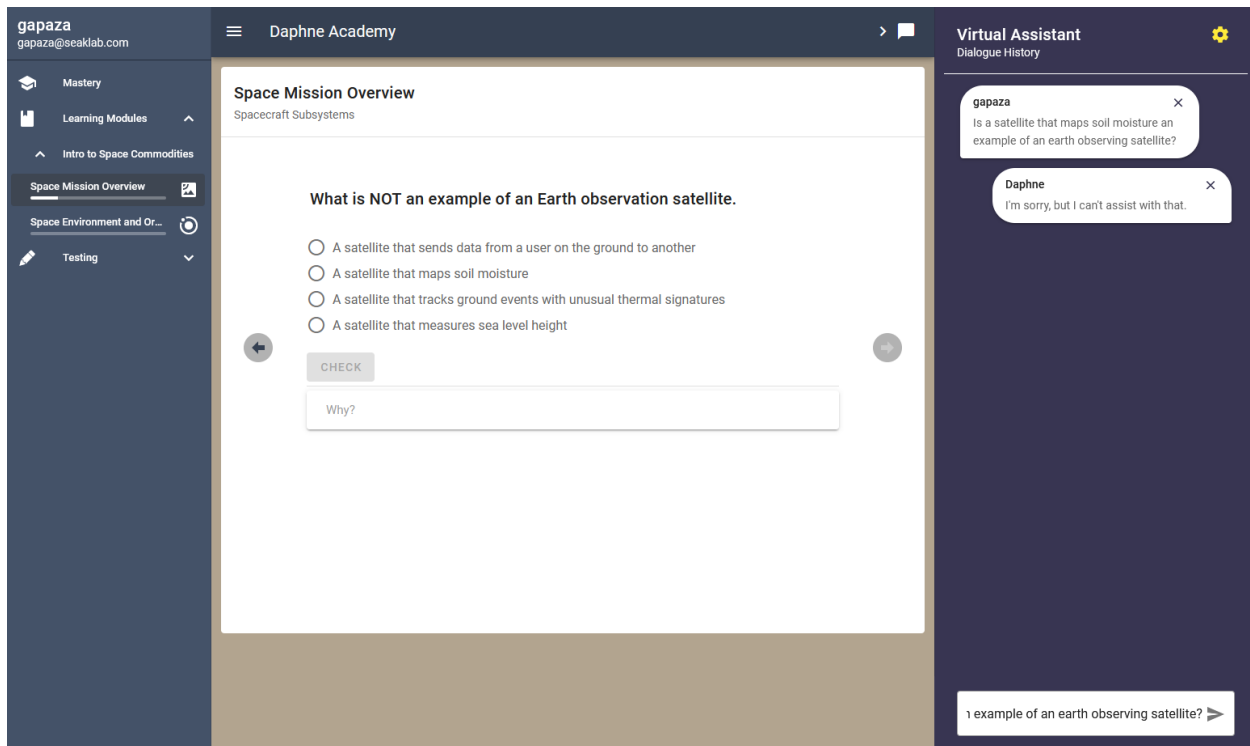 gapaza
gapaza@seaklab.com
Mastery
Learning Modules
Intro to Space Commodities
Space Mission Overview
Space Environment and Or...
Testing
Daphne Academy
Space Mission Overview
Spacecraft Subsystems
What is NOT an example of an Earth observation satellite.
A satellite that sends data from a user on the ground to another
A satellite that maps soil moisture
A satellite that tracks ground events with unusual thermal signatures
A satellite that measures sea level height
CHECK
Why?
Virtual Assistant
Dialogue History
gapaza
Is a satellite that maps soil moisture an
example of an earth observing satellite?
Daphne
I'm sorry, but I can't assist with that.
example of an earth observing satellite?